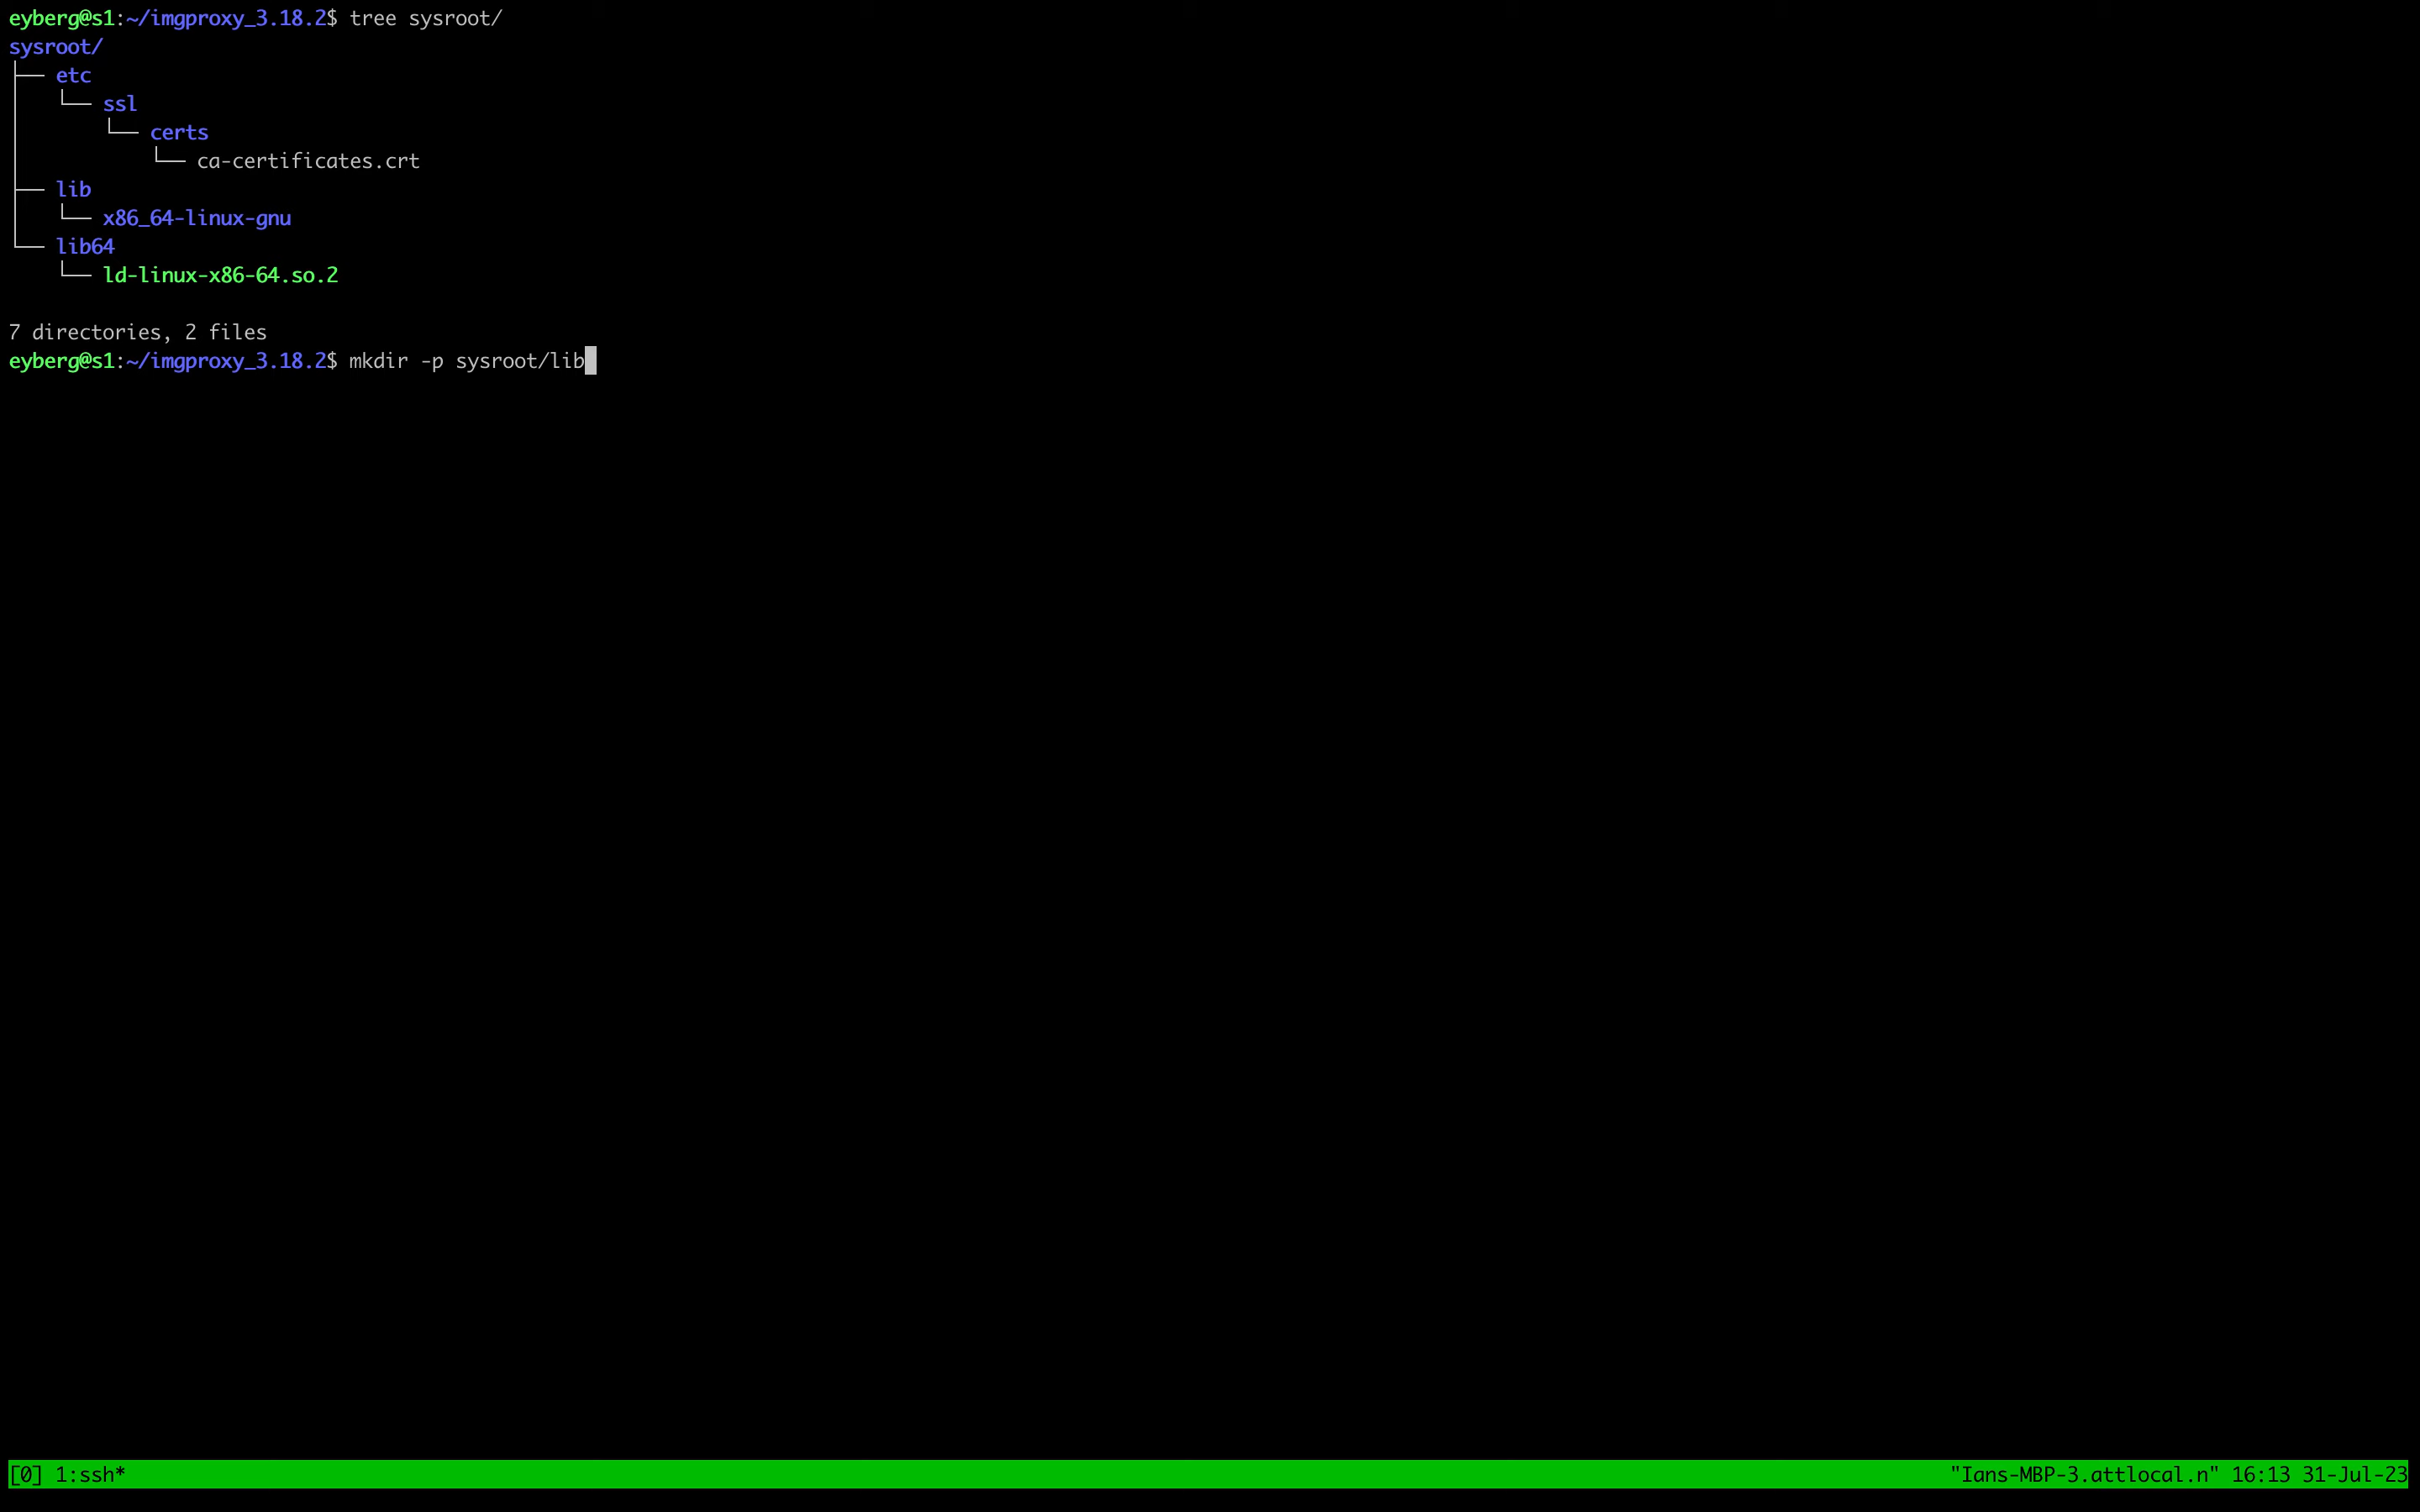 eyberg@s1:~/imgproxy_3.18.2$ tree sysroot/
sysroot/
├── etc
│   └── ssl
│       └── certs
│           └── ca-certificates.crt
├── lib
│   └── x86_64-linux-gnu
└── lib64
    └── ld-linux-x86-64.so.2

7 directories, 2 files
eyberg@s1:~/imgproxy_3.18.2$ mkdir -p sysroot/lib
[0] 1:ssh* "Ians-MBP-3.attlocal.n" 16:13 31-Jul-23